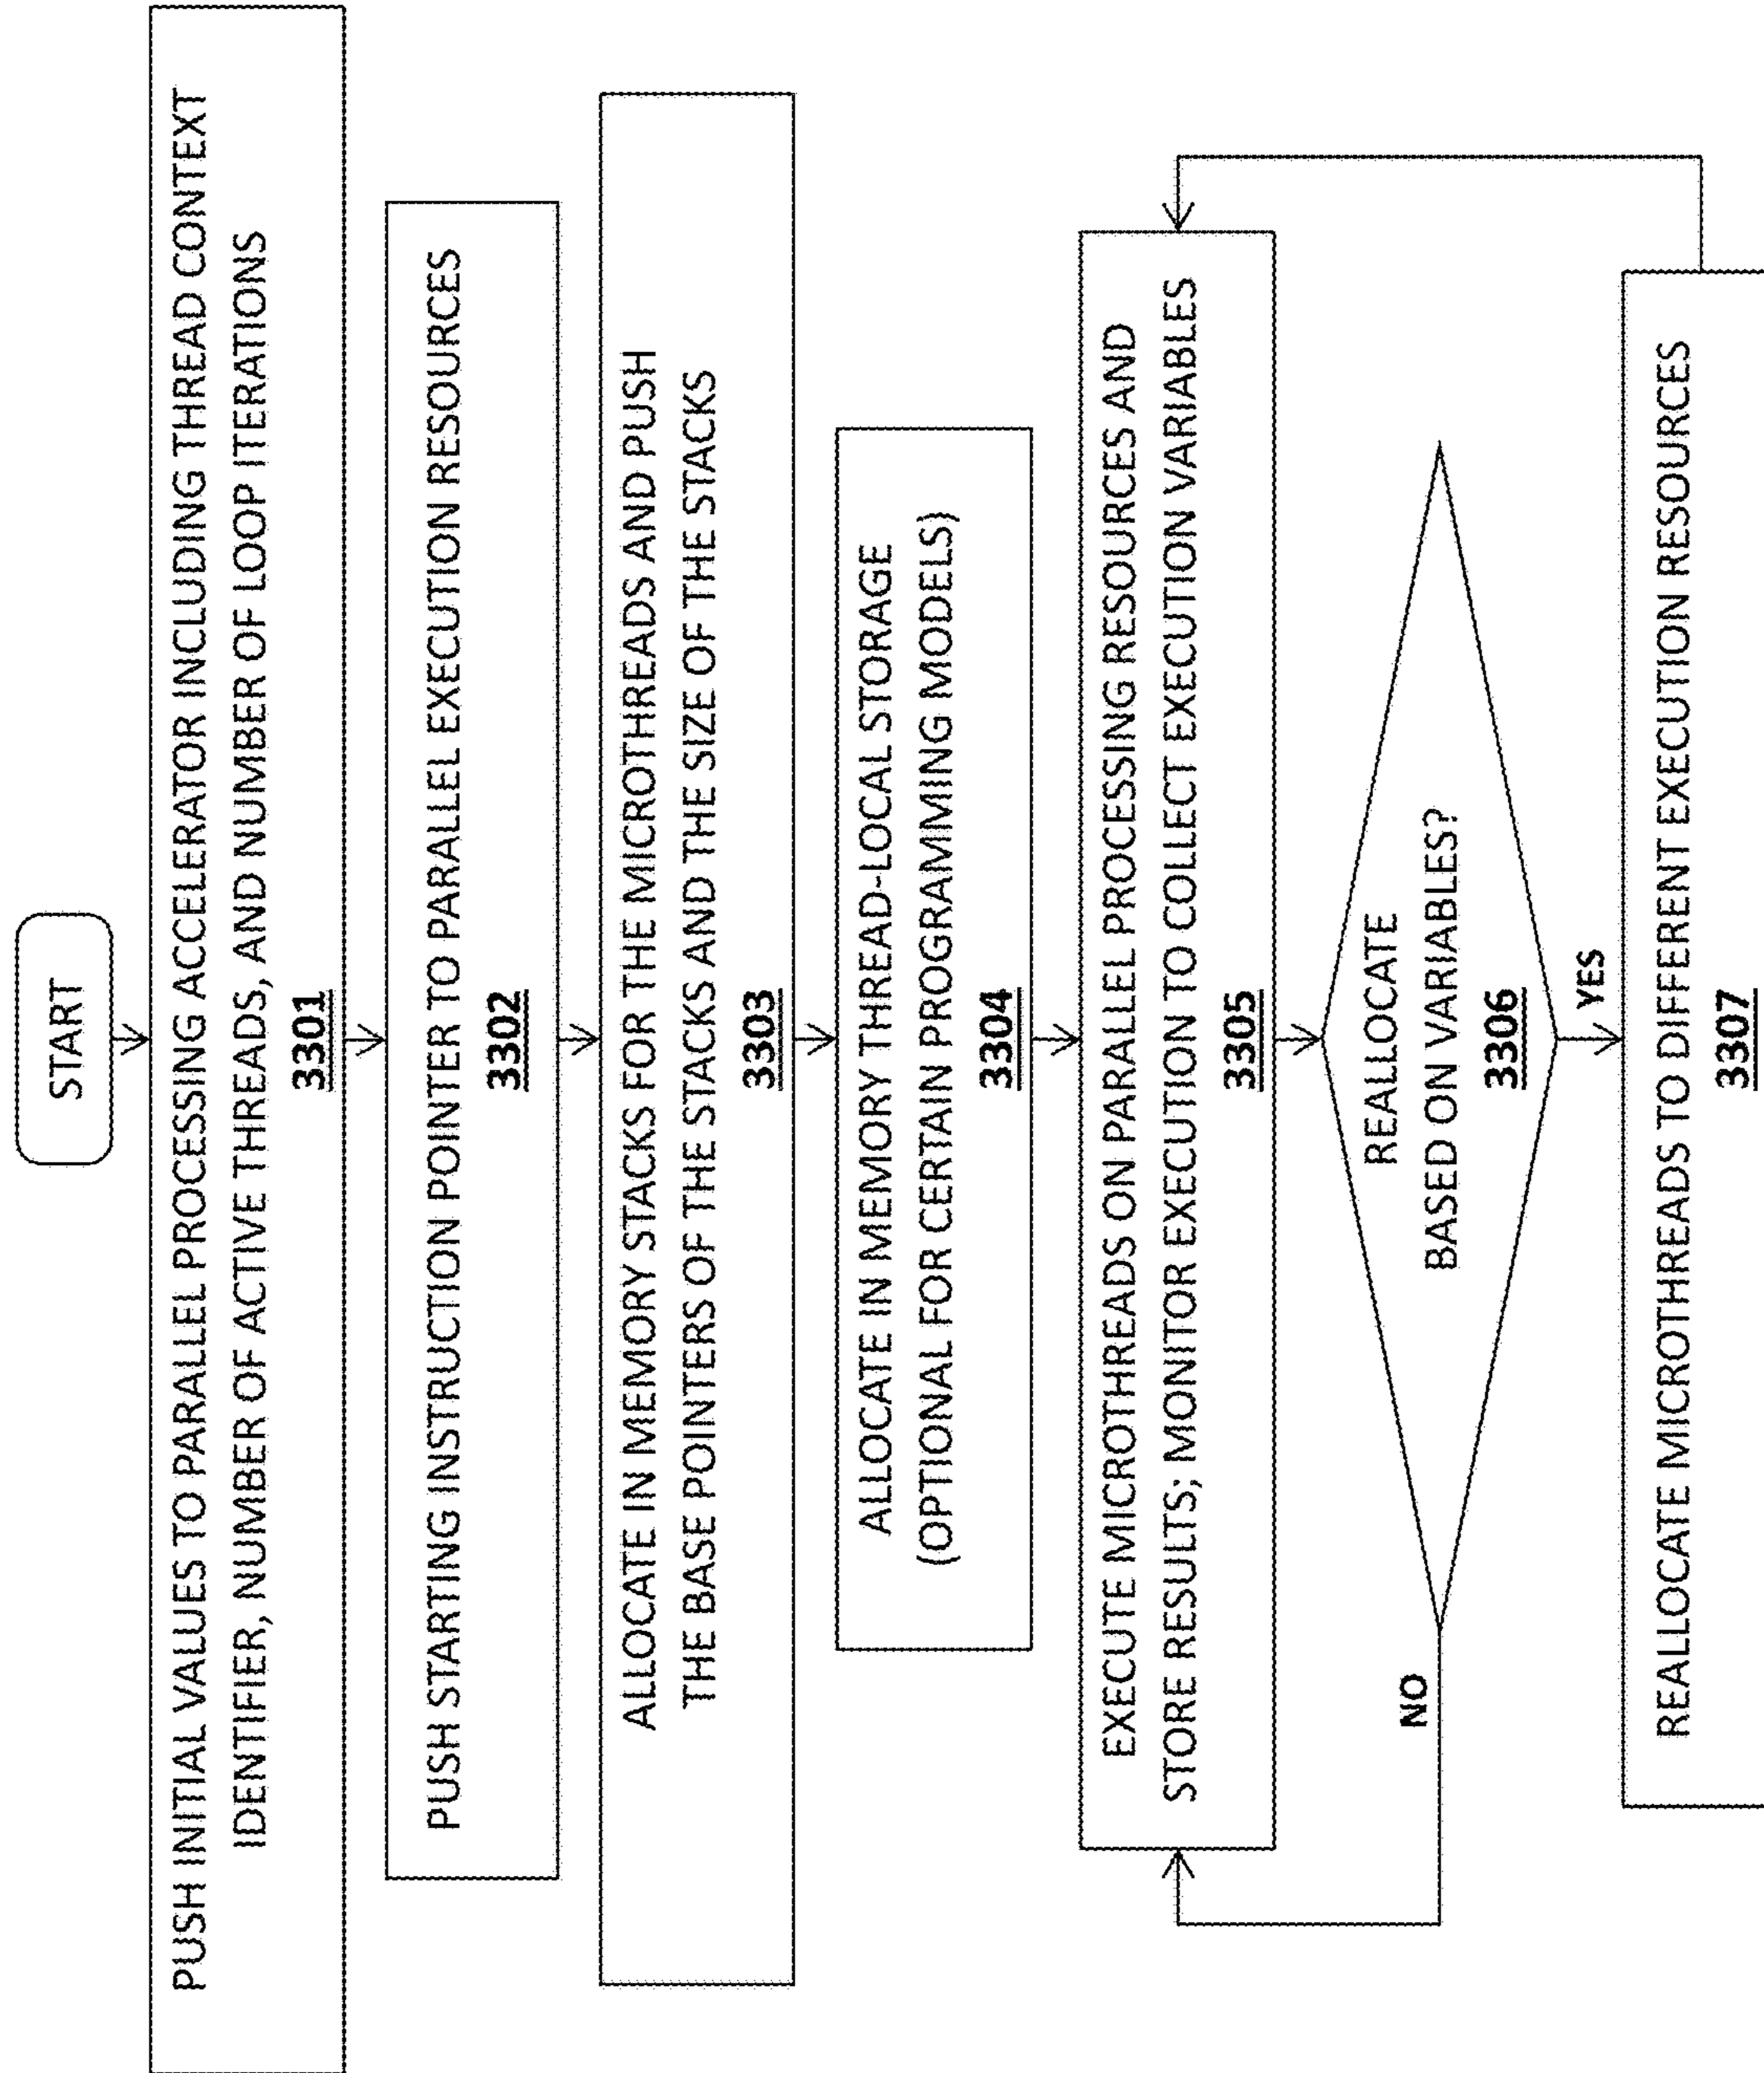 START
PUSH INITIAL VALUES TO PARALLEL PROCESSING ACCELERATOR INCLUDING THREAD CONTEXT
IDENTIFIER, NUMBER OF ACTIVE THREADS, AND NUMBER OF LOOP ITERATIONS
3301
PUSH STARTING INSTRUCTION POINTER TO PARALLEL EXECUTION RESOURCES
3302
ALLOCATE IN MEMORY STACKS FOR THE MICROTHREADS AND PUSH
THE BASE POINTERS OF THE STACKS AND THE SIZE OF THE STACKS
3303
ALLOCATE IN MEMORY THREAD-LOCAL STORAGE
(OPTIONAL FOR CERTAIN PROGRAMMING MODELS)
3304
EXECUTE MICROTHREADS ON PARALLEL PROCESSING RESOURCES AND
STORE RESULTS; MONITOR EXECUTION TO COLLECT EXECUTION VARIABLES
3305
REALLOCATE
BASED ON VARIABLES?
3306
NO
YES
REALLOCATE MICROTHREADS TO DIFFERENT EXECUTION RESOURCES
3307